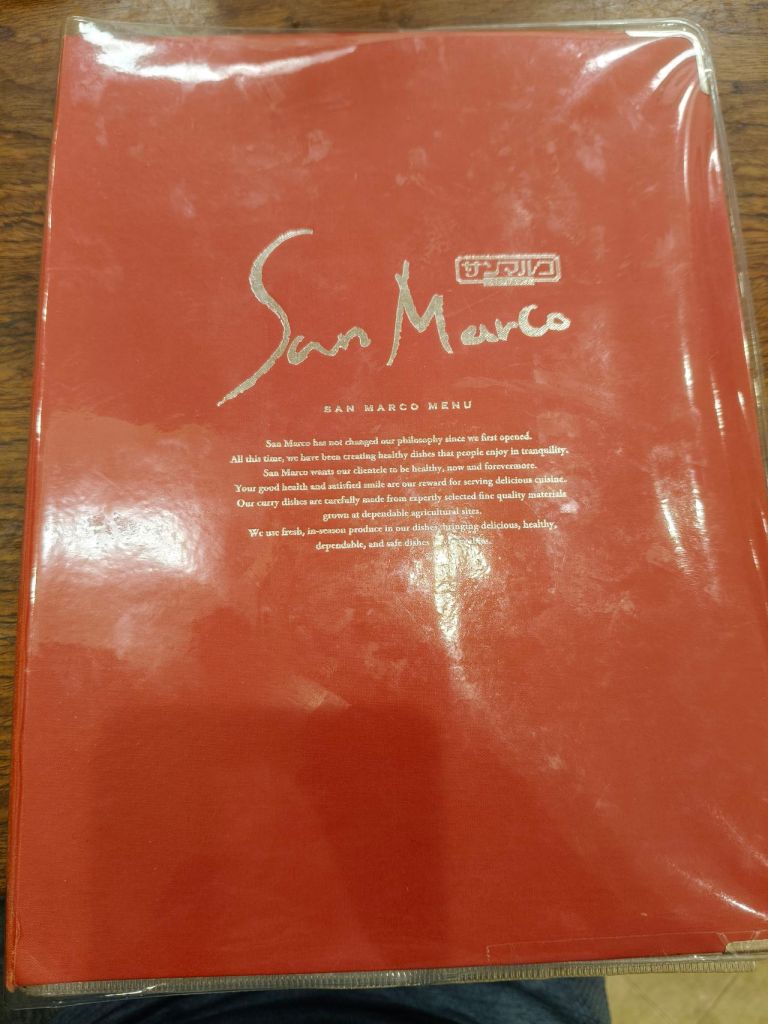 サンマルコ
San Marco
SAN MARCO MENU
San Marco has not changed our philosophy since we first opened.
All this time, we have been creating healthy dishes that people enjoy in tranquility.
San Marco wants our clientele to be healthy, now and forevermore.
Your good health and satisfied smile are our reward for serving delicious cuisine.
Our curry dishes are carefully made from expertly selected fine quality materials
grown at dependable agricultural sites.
We use fresh, in-season produce in our dishes, bringing delicious, healthy,
dependable, and safe dishes